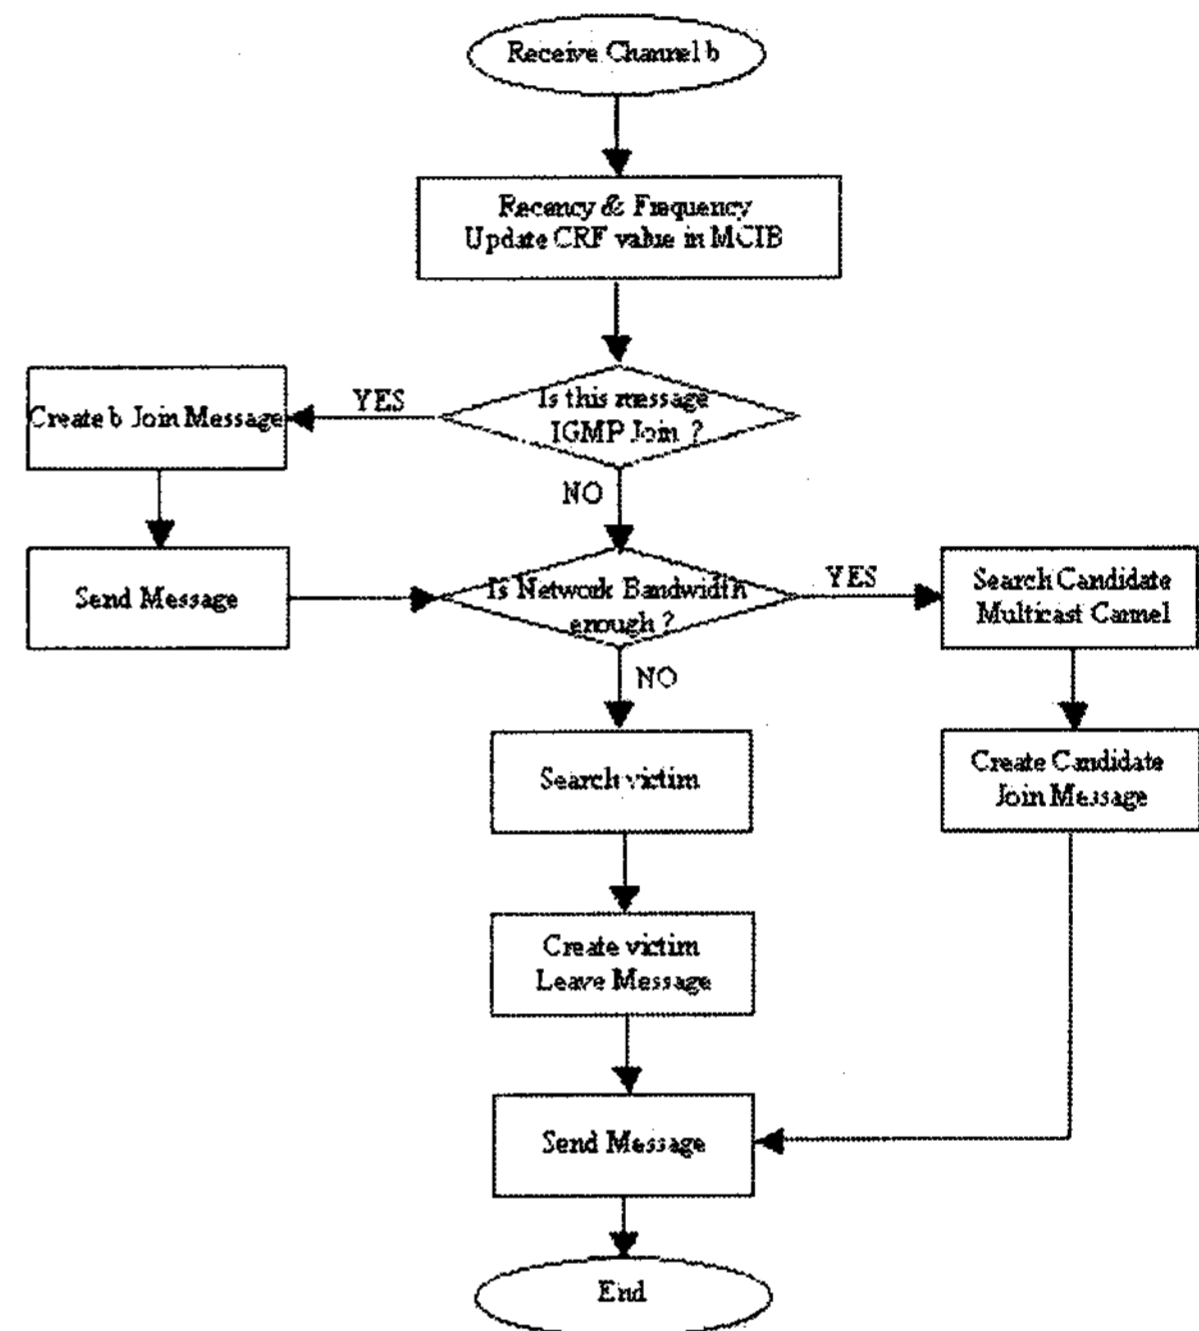 Receive Channel b
Recency & Frequency
Update CRF value in MCIB
Is this message
IGMP Join ?
YES
Create b Join Message
NO
Send Message
Is Network Bandwidth
enough ?
YES
Search Candidate
Multicast Cannel
NO
Search victim
Create Candidate
Join Message
Create victim
Leave Message
Send Message
End